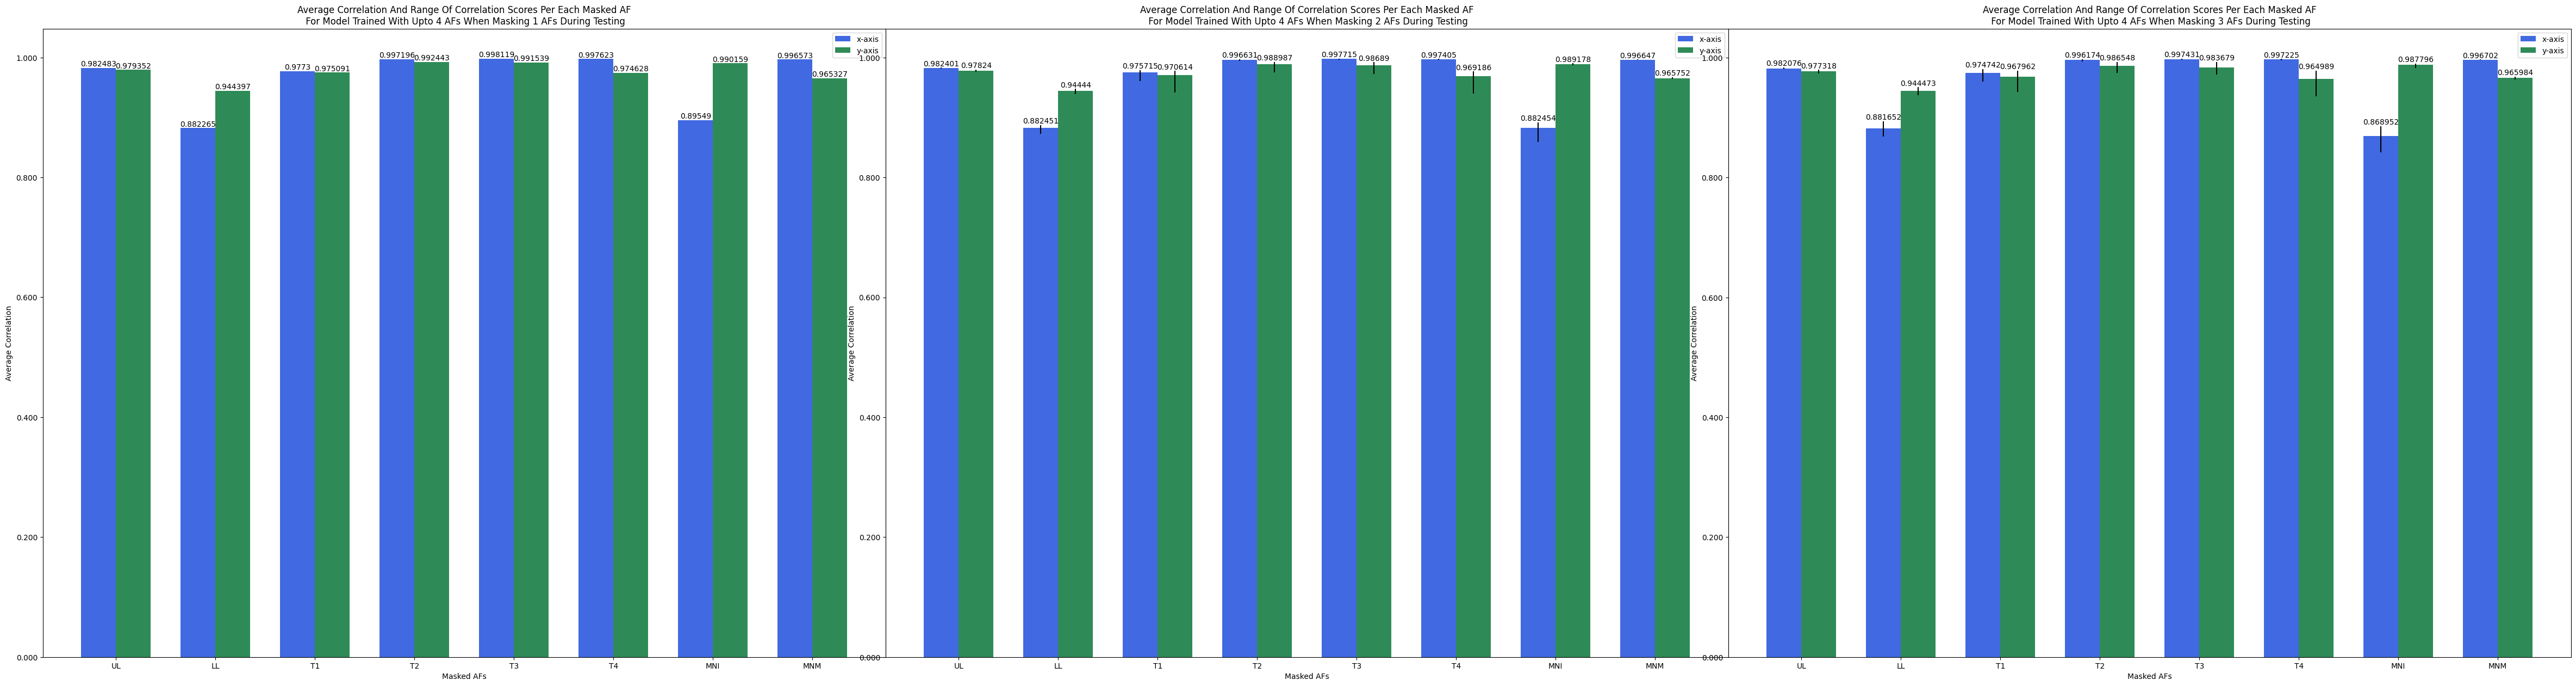 Average Correlation And Range Of Correlation Scores Per Each Masked AF
For Model Trained With Upto 4 AFs When Masking 1 AFs During Testing
x-axis
y-axis
1.000
0.800
0.600
0.400
0.200
0.000
Average Correlation
0.982483
0.979352
0.882265
0.944397
0.9773
0.975091
0.997196
0.992443
0.998119
0.991539
0.997623
0.974628
0.89549
0.990159
0.996573
0.965327
UL
LL
T1
T2
T3
T4
MNI
MNM
Masked AFs
Average Correlation And Range Of Correlation Scores Per Each Masked AF
For Model Trained With Upto 4 AFs When Masking 2 AFs During Testing
x-axis
y-axis
1.000
0.800
0.600
0.400
0.200
0.000
Average Correlation
0.982401
0.97824
0.882451
0.94444
0.975715
0.970614
0.996631
0.988987
0.997715
0.98689
0.997405
0.969186
0.882454
0.989178
0.996647
0.965752
UL
LL
T1
T2
T3
T4
MNI
MNM
Masked AFs
Average Correlation And Range Of Correlation Scores Per Each Masked AF
For Model Trained With Upto 4 AFs When Masking 3 AFs During Testing
x-axis
y-axis
1.000
0.800
0.600
0.400
0.200
0.000
Average Correlation
0.982076
0.977318
0.881652
0.944473
0.974742
0.967962
0.996174
0.986548
0.997431
0.983679
0.997225
0.964989
0.868952
0.987796
0.996702
0.965984
UL
LL
T1
T2
T3
T4
MNI
MNM
Masked AFs